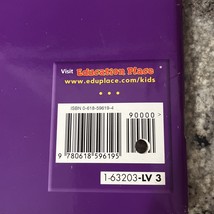 Visit Education Place
www.eduplace.com/kids
ISBN 0-618-59619-4
90000
9 780618 596195
1-63203-LV 3